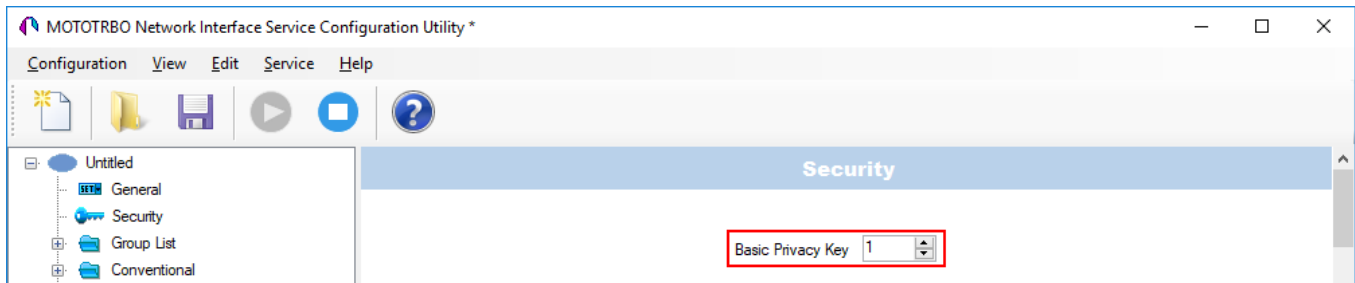 MOTOTRBO Network Interface Service Configuration Utility *
Configuration View Edit Service Help
Untitled
Security
SET
General
Security
Basic Privacy Key 1
Group List
Conventional